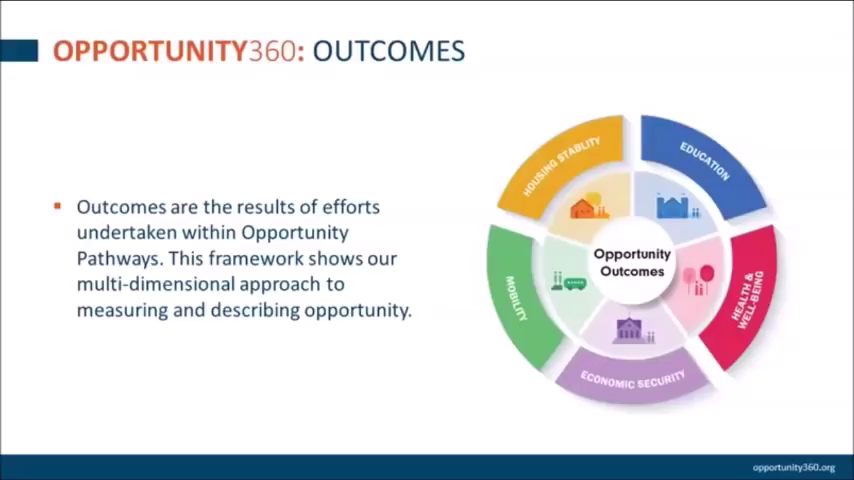 OPPORTUNITY360: OUTCOMES
Outcomes are the results of efforts
undertaken within Opportunity
Pathways. This framework shows our
multi-dimensional approach to
measuring and describing opportunity.
HOUSING STABLITY
EDUCATION
Opportunity
Outcomes
MOBILITY
HEALTH &
WELL-BEING
ECONOMIC SECURITY
opportunity360.org